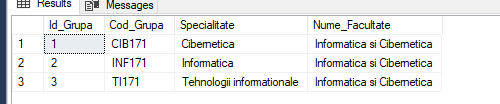 Results Messages
Id_Grupa Cod_Grupa Specialitate Nume_Facultate
1 1 CIB171 Cibernetica Informatica si Cibernetica
2 2 INF171 Informatica Informatica si Cibernetica
3 3 TI171 Tehnologii informationale Informatica si Cibernetica